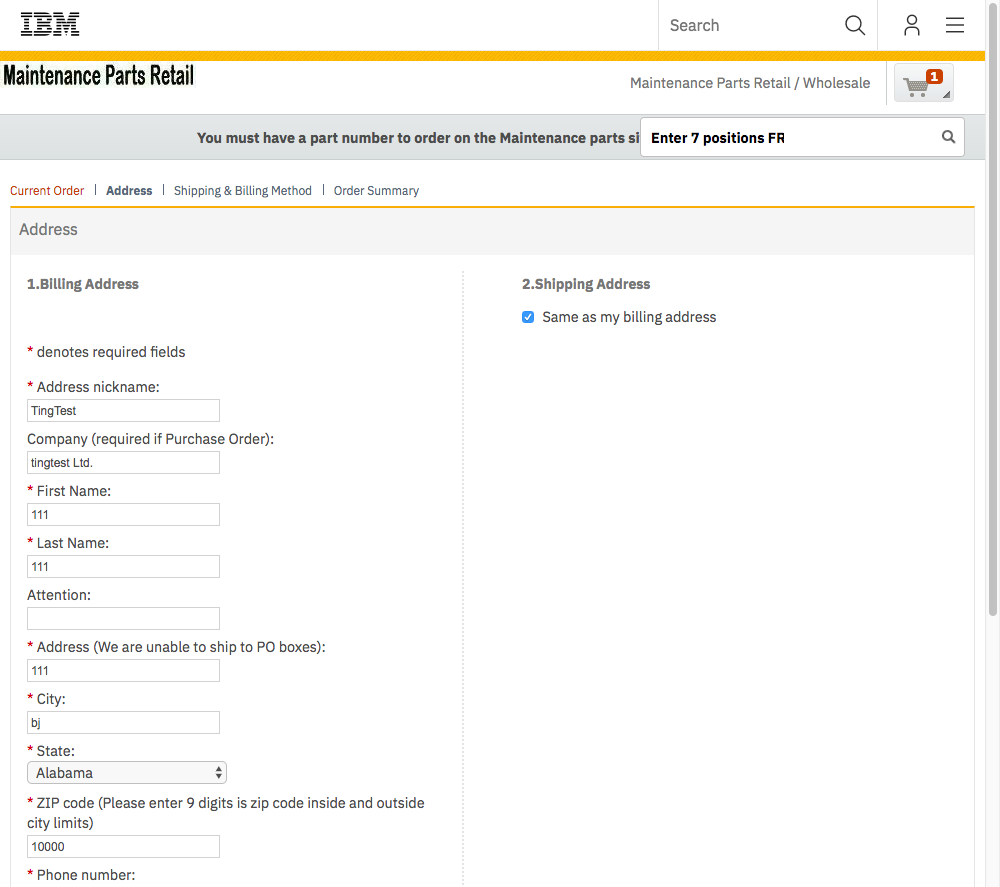 IBM
Search
Maintenance Parts Retail
Maintenance Parts Retail / Wholesale
1
You must have a part number to order on the Maintenance parts si
Enter 7 positions FR
Current Order | Address | Shipping & Billing Method | Order Summary
Address
1.Billing Address
2.Shipping Address
Same as my billing address
* denotes required fields
* Address nickname:
TingTest
Company (required if Purchase Order):
tingtest Ltd.
* First Name:
111
* Last Name:
111
Attention:
* Address (We are unable to ship to PO boxes):
111
* City:
bj
* State:
Alabama
* ZIP code (Please enter 9 digits is zip code inside and outside
city limits)
10000
* Phone number: